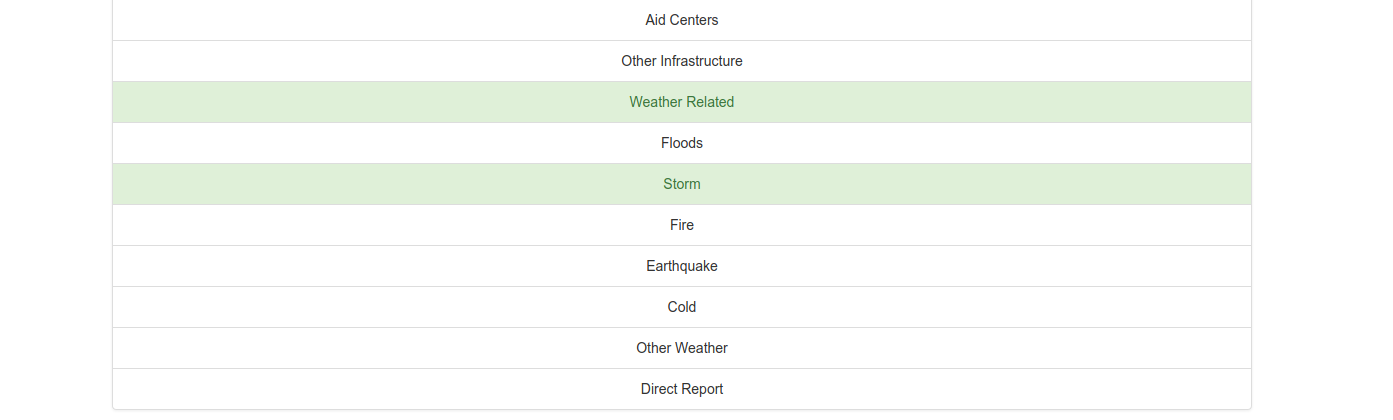 Aid Centers
Other Infrastructure
Weather Related
Floods
Storm
Fire
Earthquake
Cold
Other Weather
Direct Report